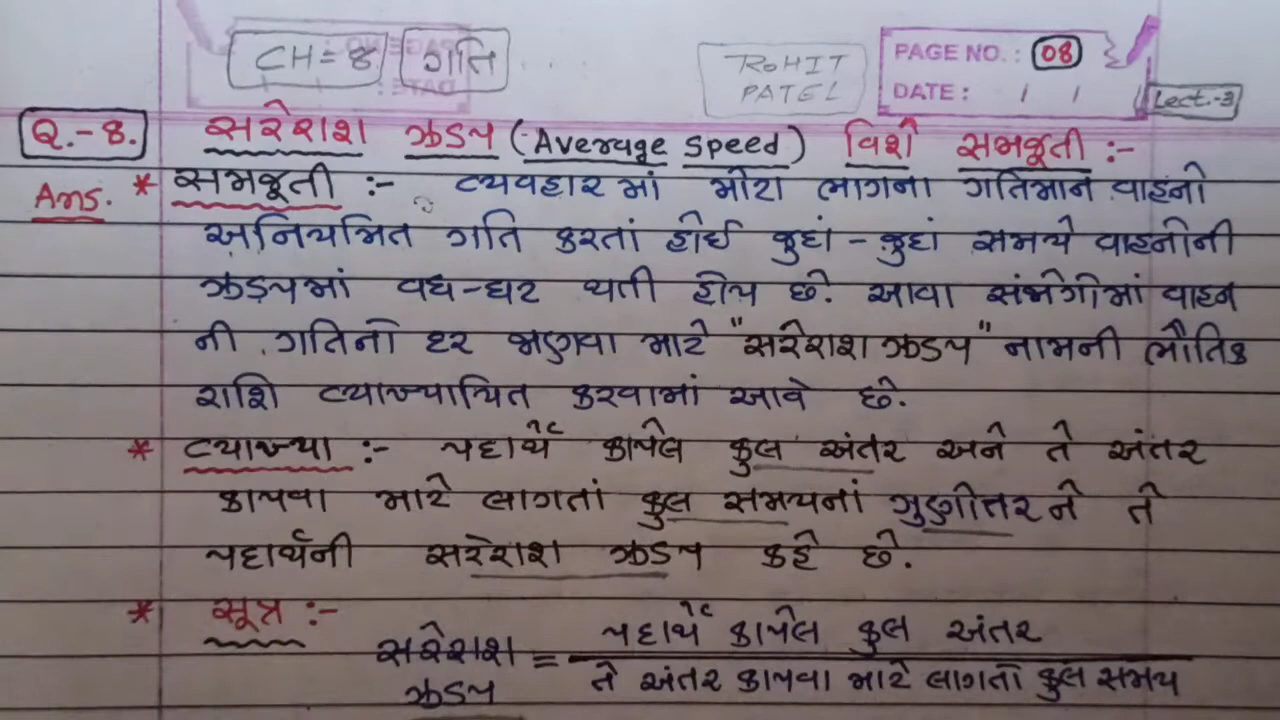 CH = 8 ગતિ
ROHIT
PATEL
PAGE NO. : 08
DATE : / /
Lect.-3
Q.-8. સરેરાશ ઝડપ (Average Speed) વિશે સમજૂતી :-
Ans. * સમજૂતી :- વ્યવહારમાં મોટા ભાગના ગતિમાન વાહનો
અનિયમિત ગતિ કરતાં હોઈ જુદાં - જુદાં સમયે વાહનોની
ઝડપમાં વધ-ઘટ થતી હોય છે. આવા સંજોગોમાં વાહન
ની ગતિનો દર જાણવા માટે "સરેરાશ ઝડપ" નામની ભૌતિક
રાશિ વ્યાખ્યાયિત કરવામાં આવે છે.
* વ્યાખ્યા :- પદાર્થે કાપેલ કુલ અંતર અને તે અંતર
કાપવા માટે લાગતાં કુલ સમયનાં ગુણોત્તર ને તે
પદાર્થની સરેરાશ ઝડપ કહે છે.
* સૂત્ર :-
પદાર્થે કાપેલ કુલ અંતર
સરેરાશ ઝડપ =
તે અંતર કાપવા માટે લાગતો કુલ સમય